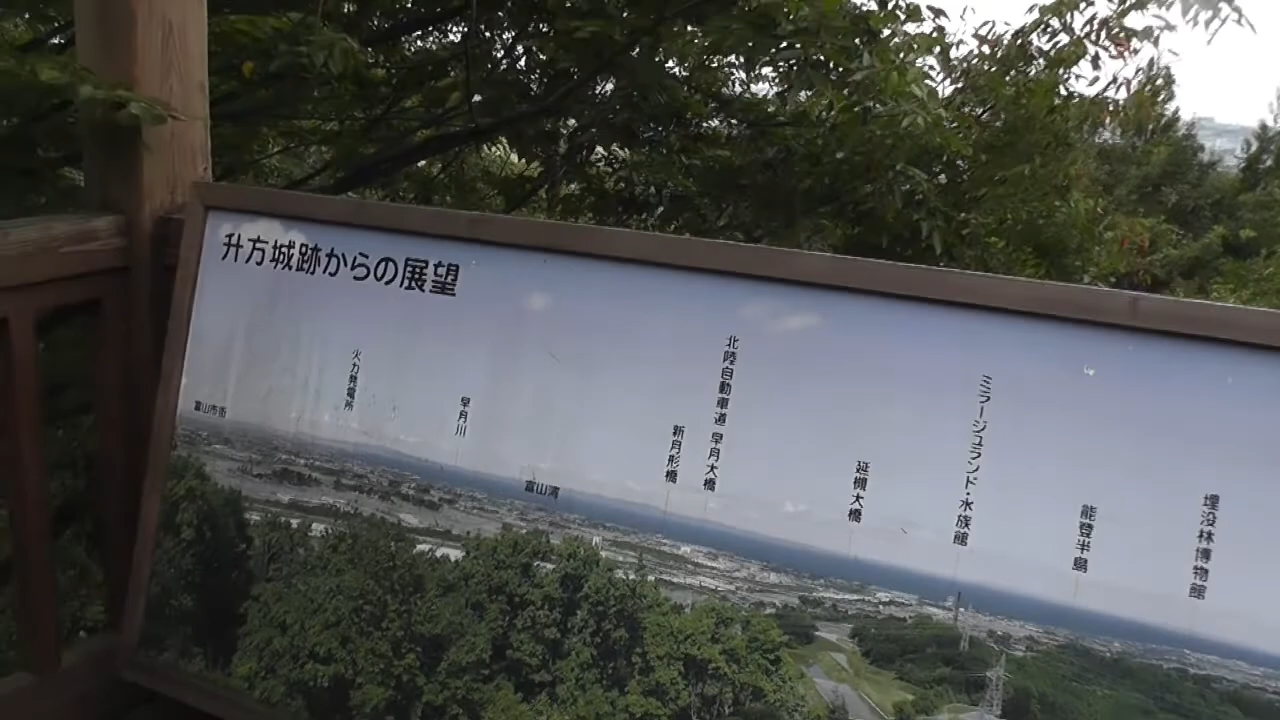 升方城跡からの展望
富山市街
火力発電所
早月川
富山湾
新月形橋
北陸自動車道 早月大橋
延槻大橋
ミラージュランド・水族館
能登半島
埋没林博物館